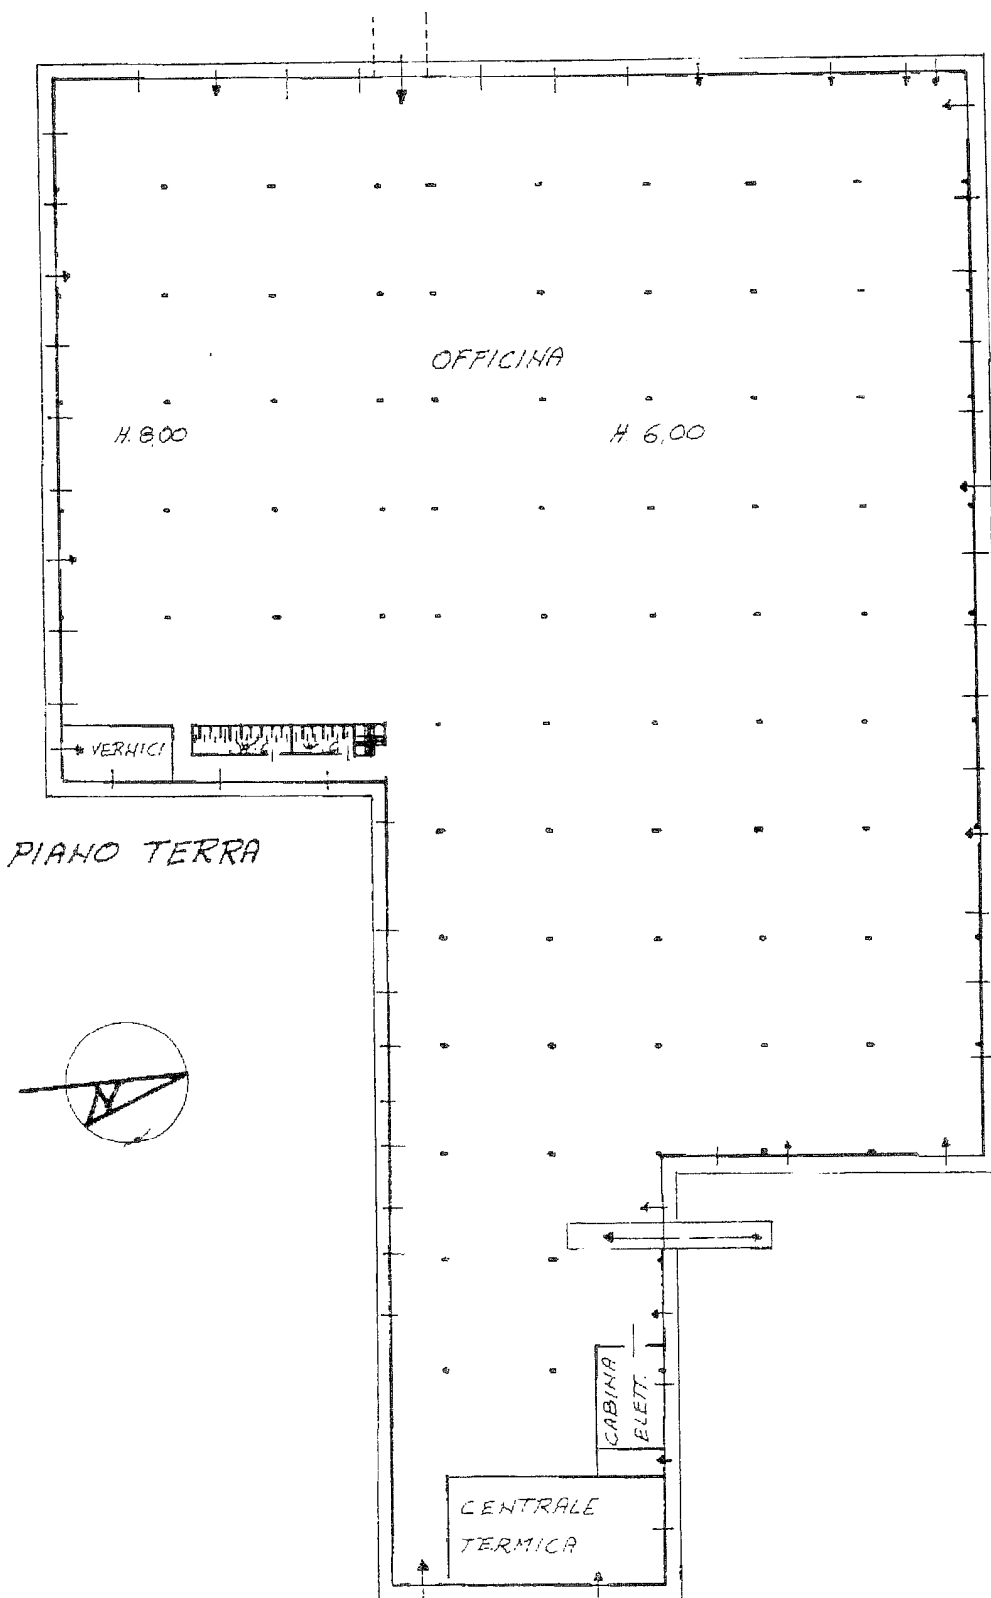 OFFICINA
H. 8,00
H. 6,00
VERNICI
PIANO TERRA
N
CABINA
ELETT.
CENTRALE
TERMICA